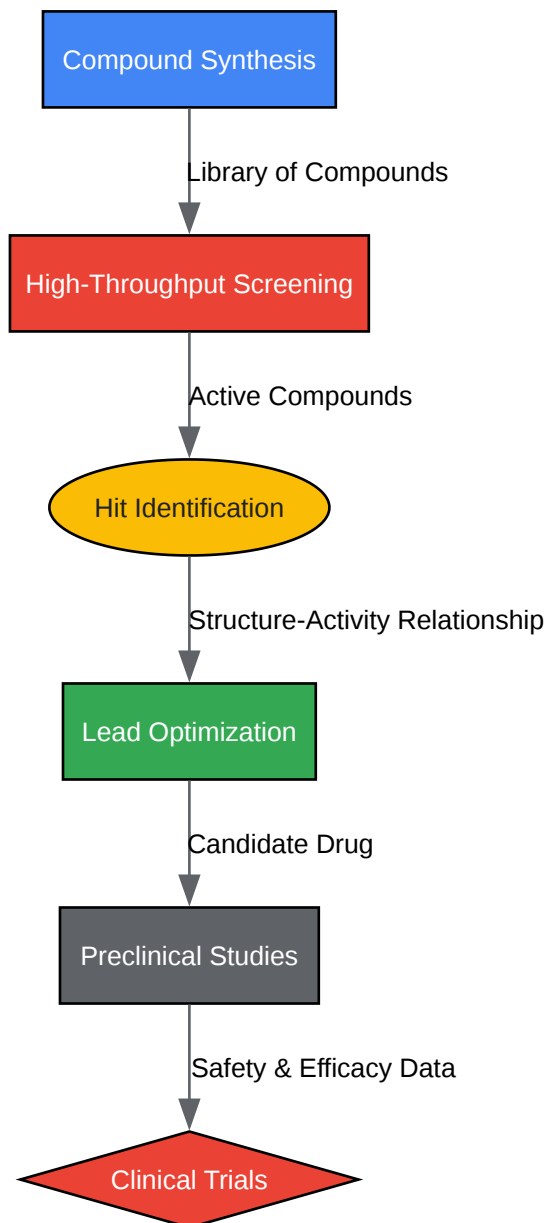 Compound Synthesis
Library of Compounds
High-Throughput Screening
Active Compounds
Hit Identification
Structure-Activity Relationship
Lead Optimization
Candidate Drug
Preclinical Studies
Safety & Efficacy Data
Clinical Trials